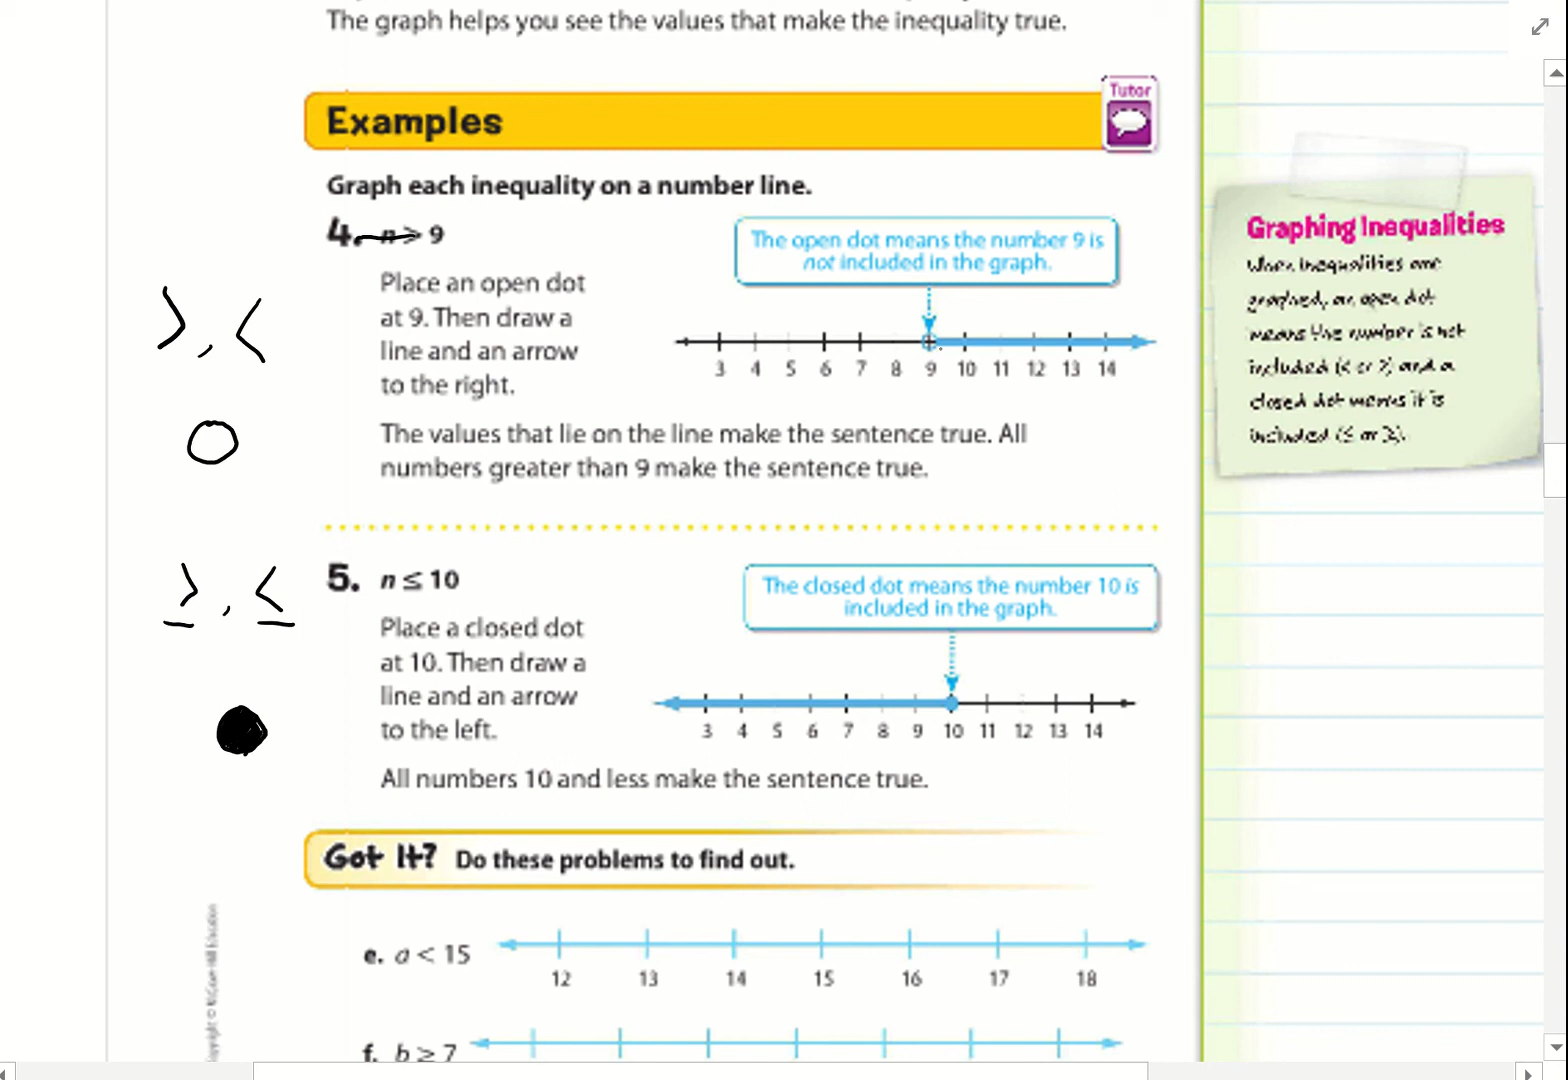 The graph helps you see the values that make the inequality true.
Tutor
Examples
Graph each inequality on a number line.
4. n > 9
The open dot means the number 9 is
not included in the graph.
Place an open dot
at 9. Then draw a
line and an arrow
to the right.
3 4 5 6 7 8 9 10 11 12 13 14
The values that lie on the line make the sentence true. All
numbers greater than 9 make the sentence true.
> , <
5. n ≤ 10
The closed dot means the number 10 is
included in the graph.
Place a closed dot
at 10. Then draw a
line and an arrow
to the left.
3 4 5 6 7 8 9 10 11 12 13 14
All numbers 10 and less make the sentence true.
≥ , ≤
Got It? Do these problems to find out.
e. a < 15
12 13 14 15 16 17 18
f. b ≥ 7
Graphing Inequalities
When inequalities are
graphed, an open dot
means the number is not
included (< or >) and a
closed dot means it is
included (≤ or ≥).
Copyright © McGraw-Hill Education